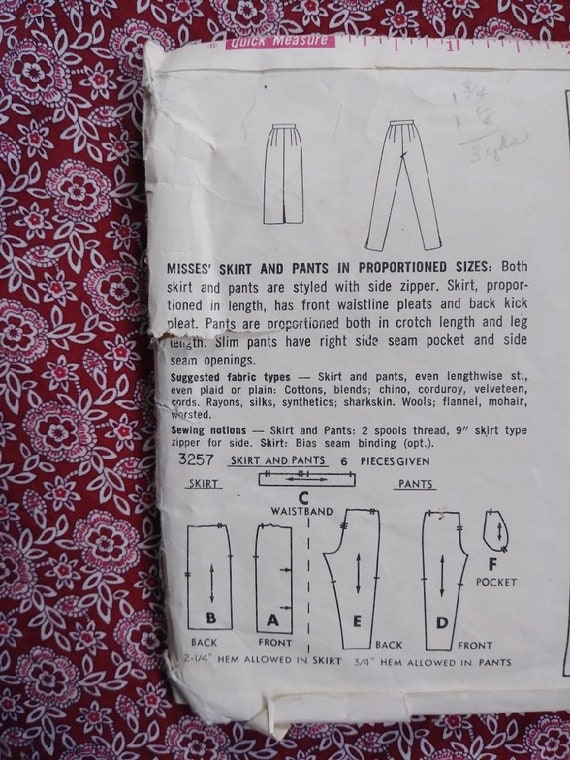 Quick Measure 1
1 3/4
1 1/4
3 yds
MISSES' SKIRT AND PANTS IN PROPORTIONED SIZES: Both
skirt and pants are styled with side zipper. Skirt, propor-
tioned in length, has front waistline pleats and back kick
pleat. Pants are proportioned both in crotch length and leg
length. Slim pants have right side seam pocket and side
seam openings.
Suggested fabric types — Skirt and pants, even lengthwise st.,
even plaid or plain: Cottons, blends; chino, corduroy, velveteen,
cords. Rayons, silks, synthetics; sharkskin. Wools; flannel, mohair,
worsted.
Sewing notions — Skirt and Pants: 2 spools thread, 9" skirt type
zipper for side. Skirt: Bias seam binding (opt.).
3257 SKIRT AND PANTS 6 PIECES GIVEN
SKIRT PANTS
C
WAISTBAND
B A E D F
POCKET
BACK FRONT BACK FRONT
2-1/4" HEM ALLOWED IN SKIRT 3/4" HEM ALLOWED IN PANTS